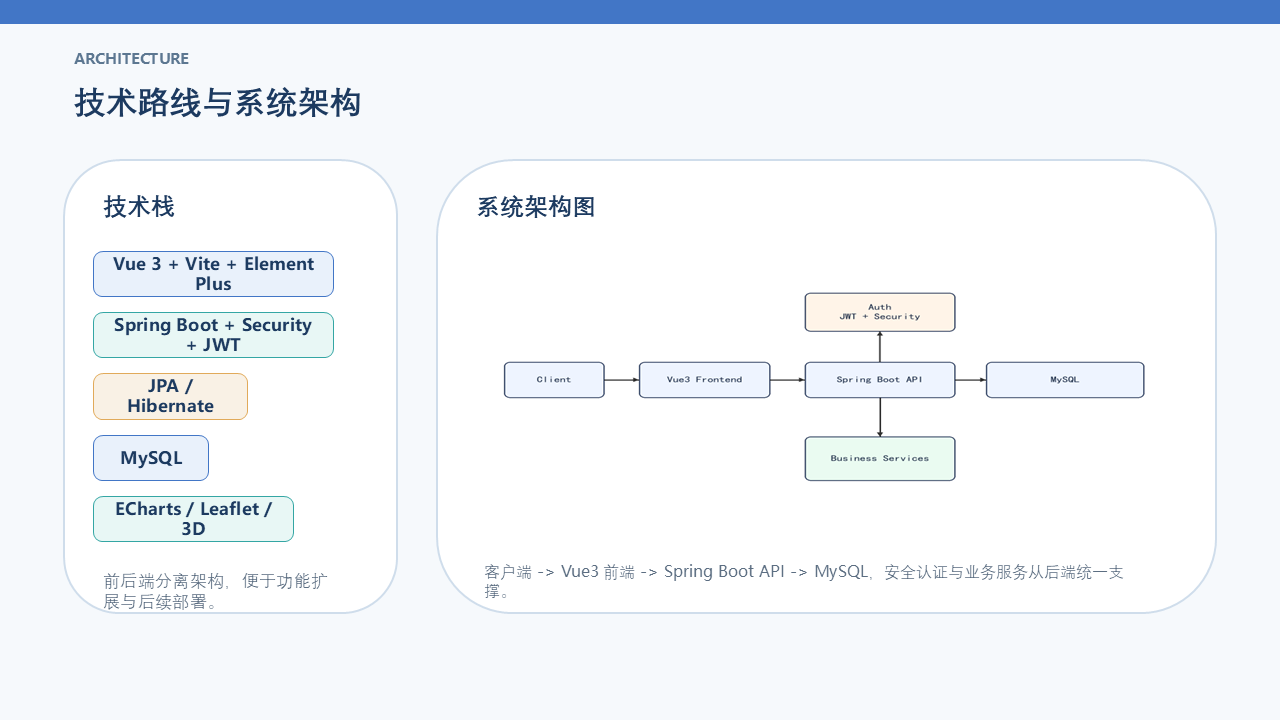 ARCHITECTURE
技术路线与系统架构
技术栈
Vue 3 + Vite + Element
Plus
Spring Boot + Security
+ JWT
JPA /
Hibernate
MySQL
ECharts / Leaflet /
3D
前后端分离架构，便于功能扩
展与后续部署。
系统架构图
Auth
JWT + Security
Client
Vue3 Frontend
Spring Boot API
MySQL
Business Services
客户端 -> Vue3 前端 -> Spring Boot API -> MySQL，安全认证与业务服务从后端统一支
撑。